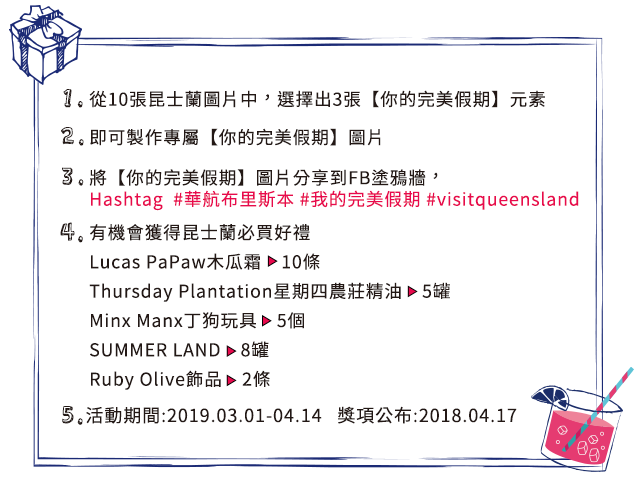 1.從10張昆士蘭圖片中，選擇出3張【你的完美假期】元素
2.即可製作專屬【你的完美假期】圖片
3.將【你的完美假期】圖片分享到FB塗鴉牆，
Hashtag #華航布里斯本 #我的完美假期 #visitqueensland
4.有機會獲得昆士蘭必買好禮
Lucas PaPaw木瓜霜▶10條
Thursday Plantation星期四農莊精油▶5罐
Minx Manx丁狗玩具▶5個
SUMMER LAND▶8罐
Ruby Olive飾品▶2條
5.活動期間:2019.03.01-04.14 獎項公布:2018.04.17